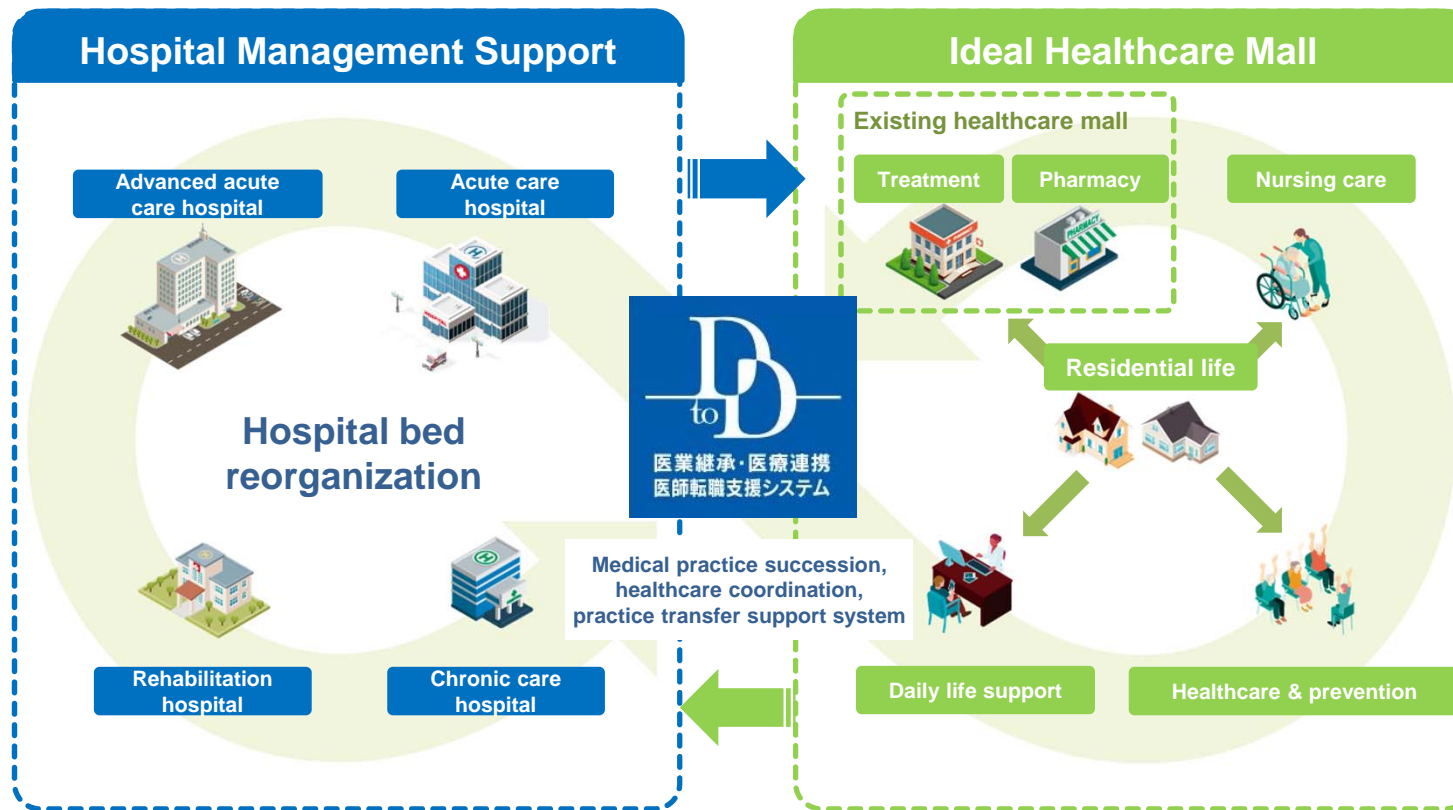 Hospital Management Support
Advanced acute
care hospital
Acute care
hospital
HOSPITAL
Hospital bed
reorganization
Rehabilitation
hospital
Chronic care
hospital
D to D
医業継承・医療連携
医師転職支援システム
Medical practice succession,
healthcare coordination,
practice transfer support system
Ideal Healthcare Mall
Existing healthcare mall
Treatment
Pharmacy
PHARMACY
Nursing care
Residential life
Daily life support
Healthcare & prevention